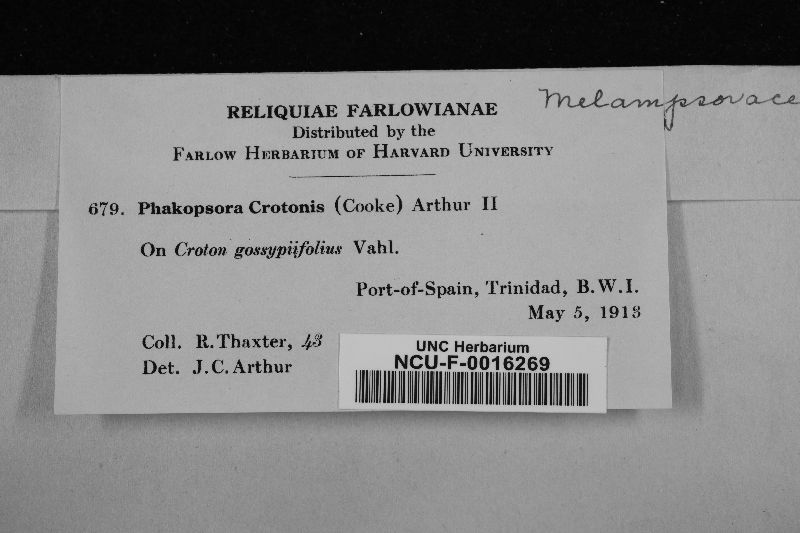 Melampsorace
RELIQUIAE FARLOWIANAE
Distributed by the
FARLOW HERBARIUM OF HARVARD UNIVERSITY
679. Phakopsora Crotonis (Cooke) Arthur II
On Croton gossypiifolius Vahl.
Port-of-Spain, Trinidad, B.W.I.
May 5, 1913
Coll. R. Thaxter, 43
Det. J. C. Arthur
UNC Herbarium
NCU-F-0016269